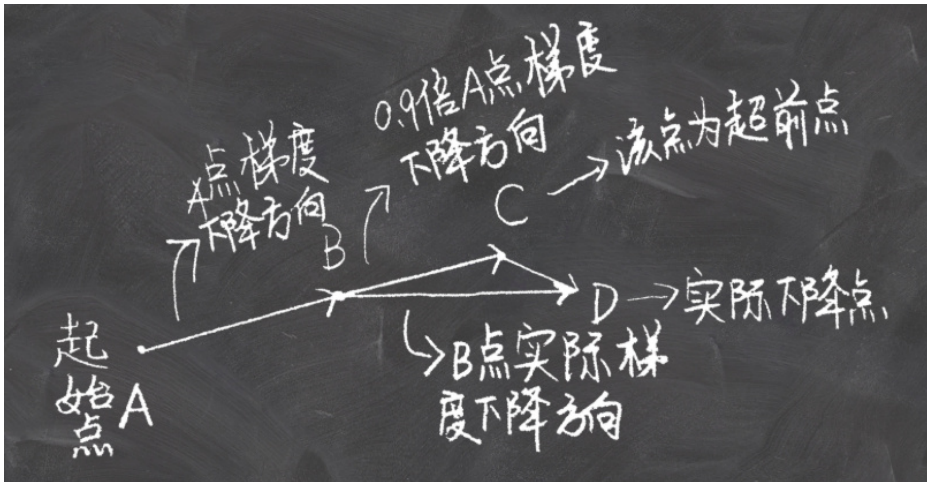 0.9倍A点梯度
下降方向
A点梯度
下降方向
B
C
该点为超前点
D
实际下降点
B点实际梯
度下降方向
起
始
点
A